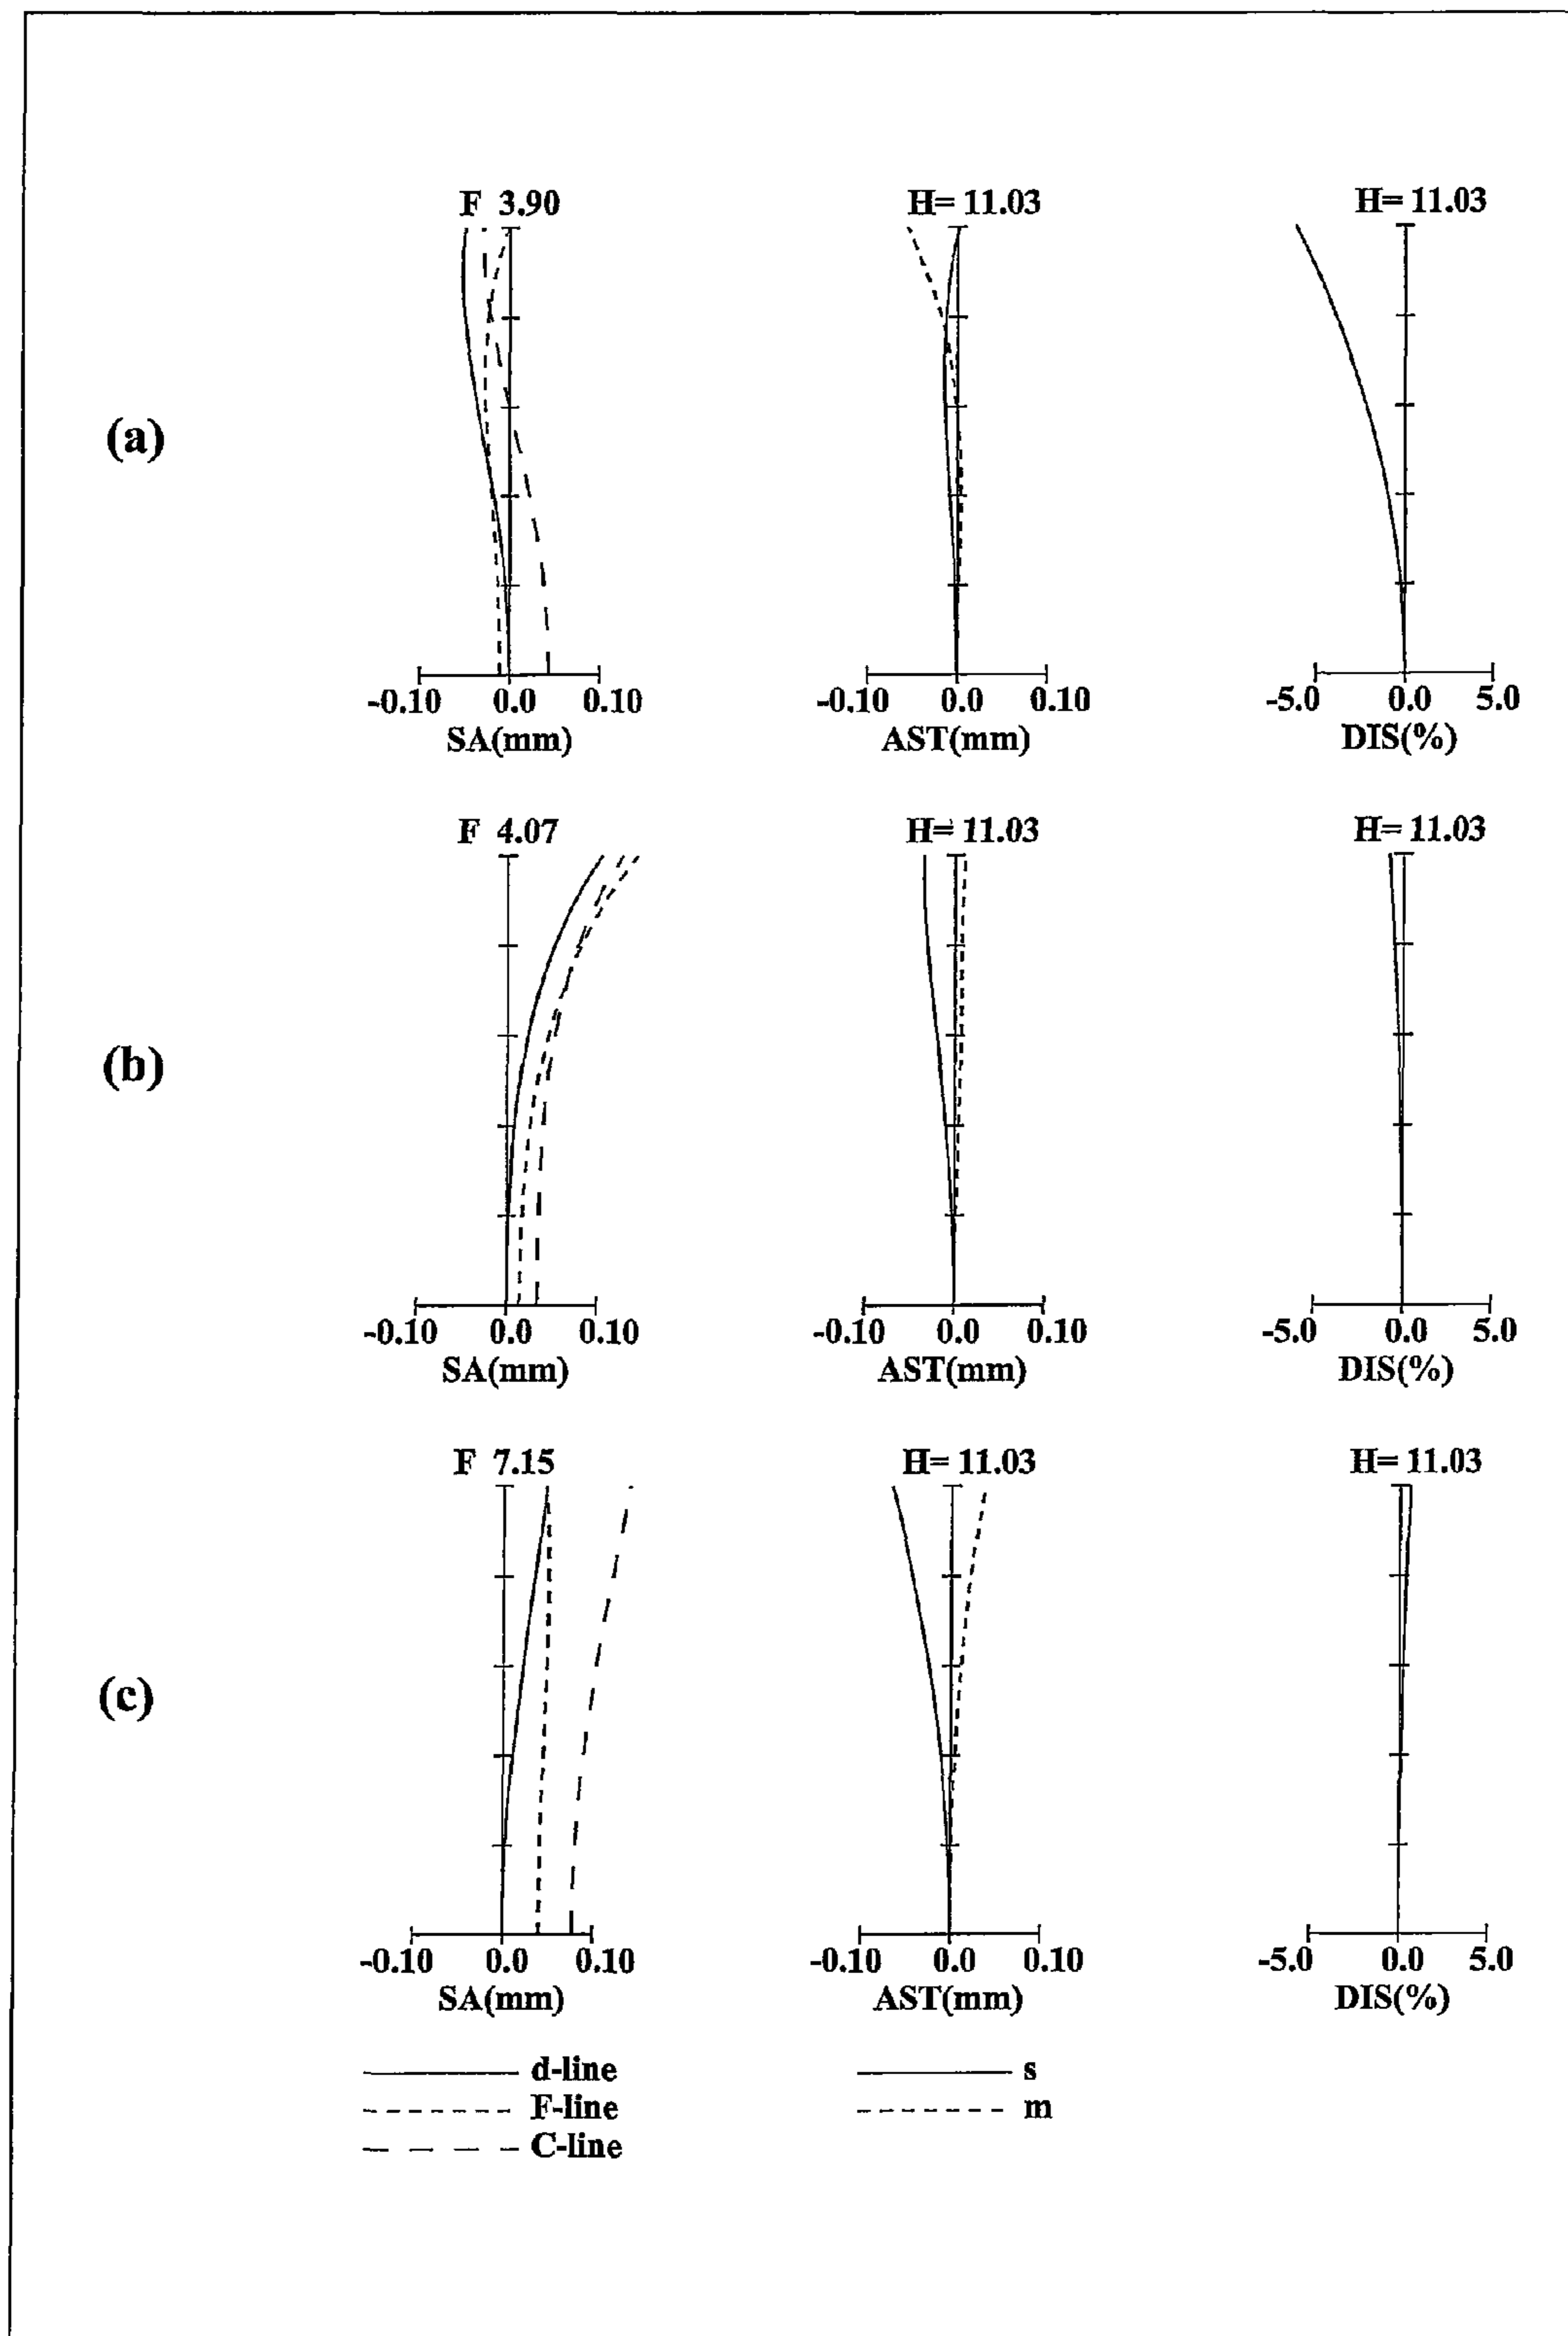 F 3.90
H= 11.03
H= 11.03
(a)
-0.10 0.0 0.10
SA(mm)
-0.10 0.0 0.10
AST(mm)
-5.0 0.0 5.0
DIS(%)
F 4.07
H= 11.03
H= 11.03
(b)
-0.10 0.0 0.10
SA(mm)
-0.10 0.0 0.10
AST(mm)
-5.0 0.0 5.0
DIS(%)
F 7.15
H= 11.03
H= 11.03
(c)
-0.10 0.0 0.10
SA(mm)
-0.10 0.0 0.10
AST(mm)
-5.0 0.0 5.0
DIS(%)
d-line
F-line
C-line
s
m